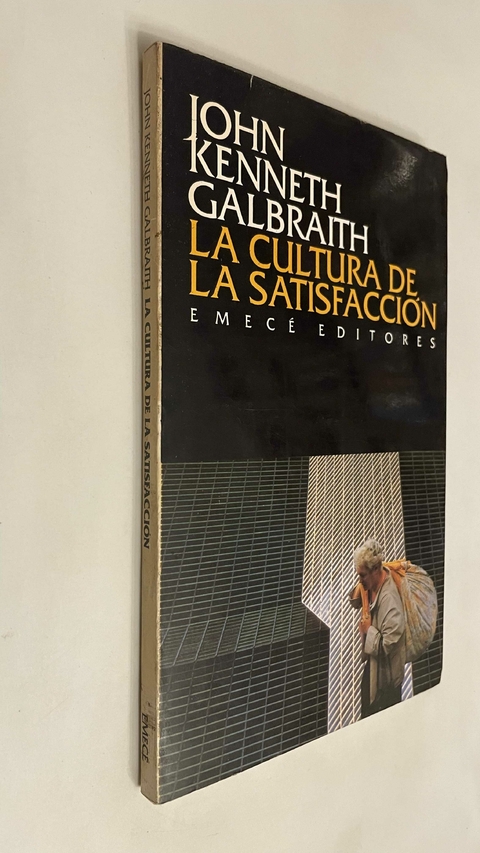 JOHN
KENNETH
GALBRAITH
LA CULTURA DE
LA SATISFACCIÓN
EMECÉ EDITORES
JOHN KENNETH GALBRAITH LA CULTURA DE LA SATISFACCIÓN
EMECÉ